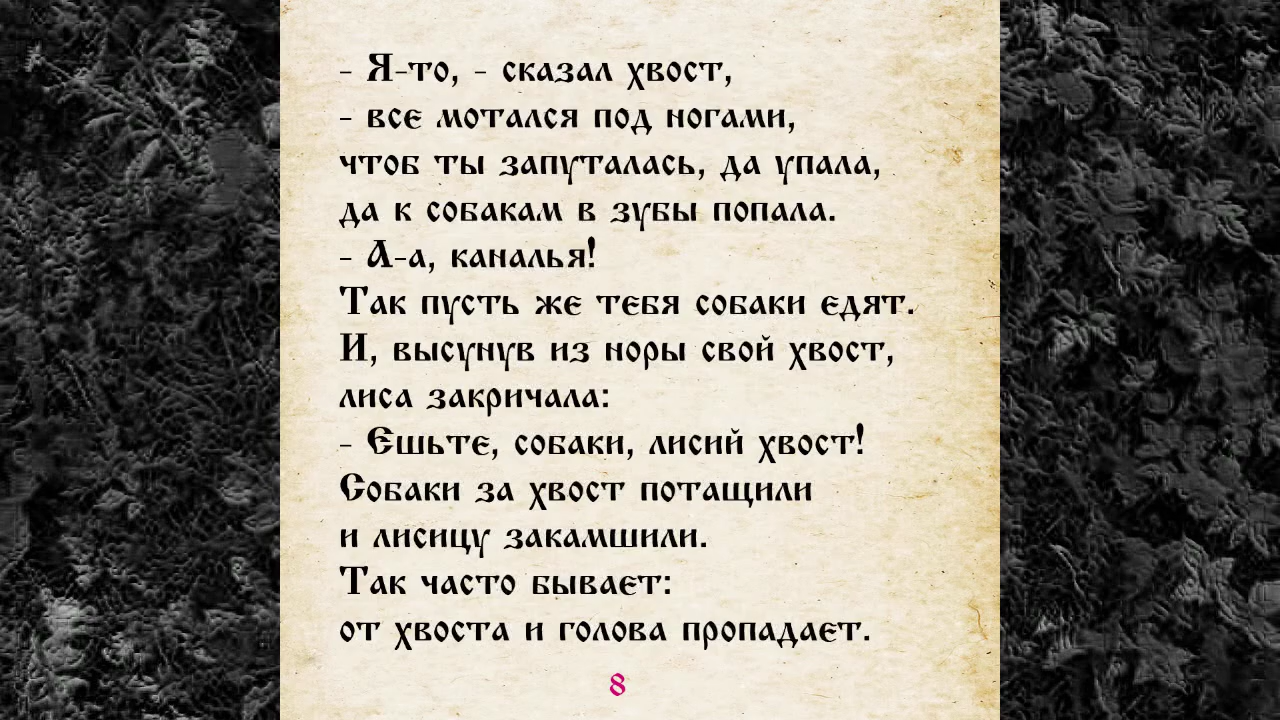 - Я-то, - сказал хвост,
- все мотался под ногами,
чтоб ты запуталась, да упала,
да к собакам в зубы попала.
- А-а, каналья!
Так пусть же тебя собаки едят.
И, высунув из норы свой хвост,
лиса закричала:
- Ешьте, собаки, лисий хвост!
Собаки за хвост потащили
и лисицу закамшили.
Так часто бывает:
от хвоста и голова пропадает.
8